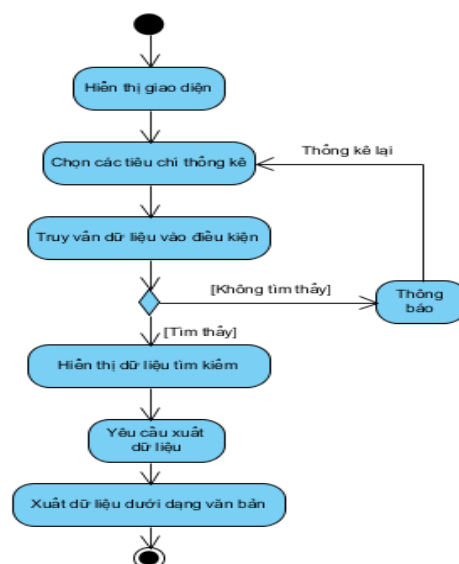 Hiển thị giao diện
Chọn các tiêu chí thống kê
Thống kê lại
Truy vấn dữ liệu vào điều kiện
[Không tìm thấy]
Thông
báo
[Tìm thấy]
Hiển thị dữ liệu tìm kiếm
Yêu cầu xuất
dữ liệu
Xuất dữ liệu dưới dạng văn bản